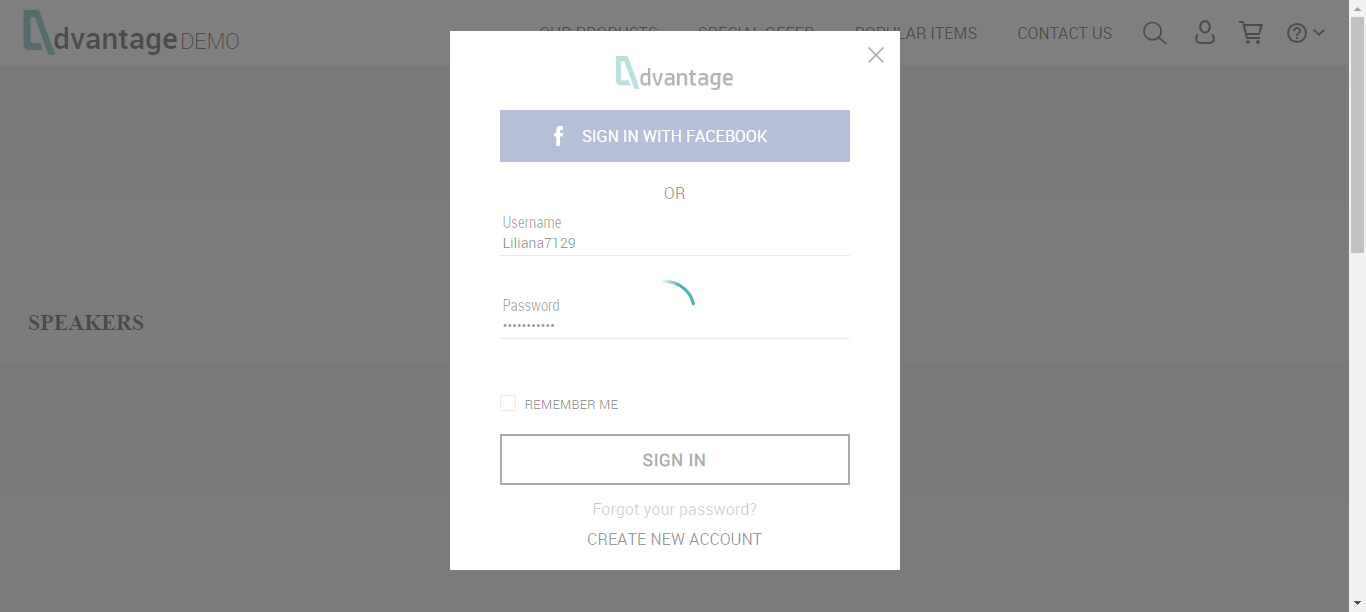 dvantage DEMO
OUR PRODUCTS SPECIAL OFFER POPULAR ITEMS CONTACT US
dvantage
SIGN IN WITH FACEBOOK
OR
Username
Liliana7129
Password
•••••••••••
SPEAKERS
REMEMBER ME
SIGN IN
Forgot your password?
CREATE NEW ACCOUNT